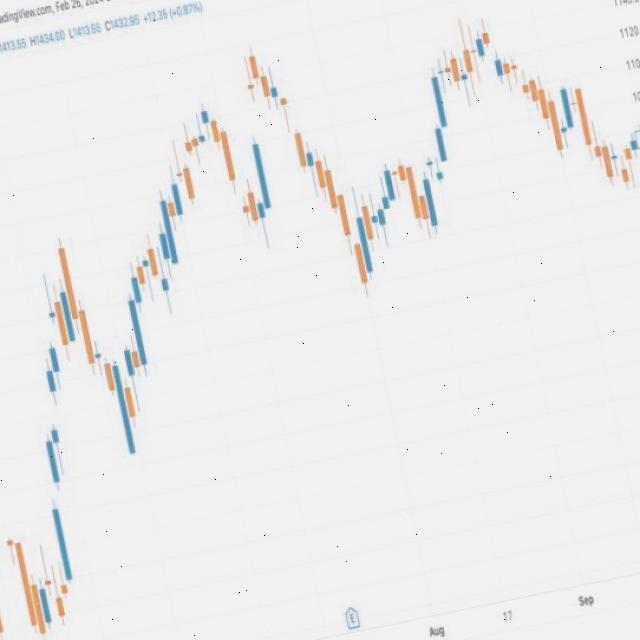 adingView.com, Feb 26, 2024
1413.55 H1434.00 L1413.55 C1432.95 +12.35 (+0.87%)
1120
E
Aug
17
Sep